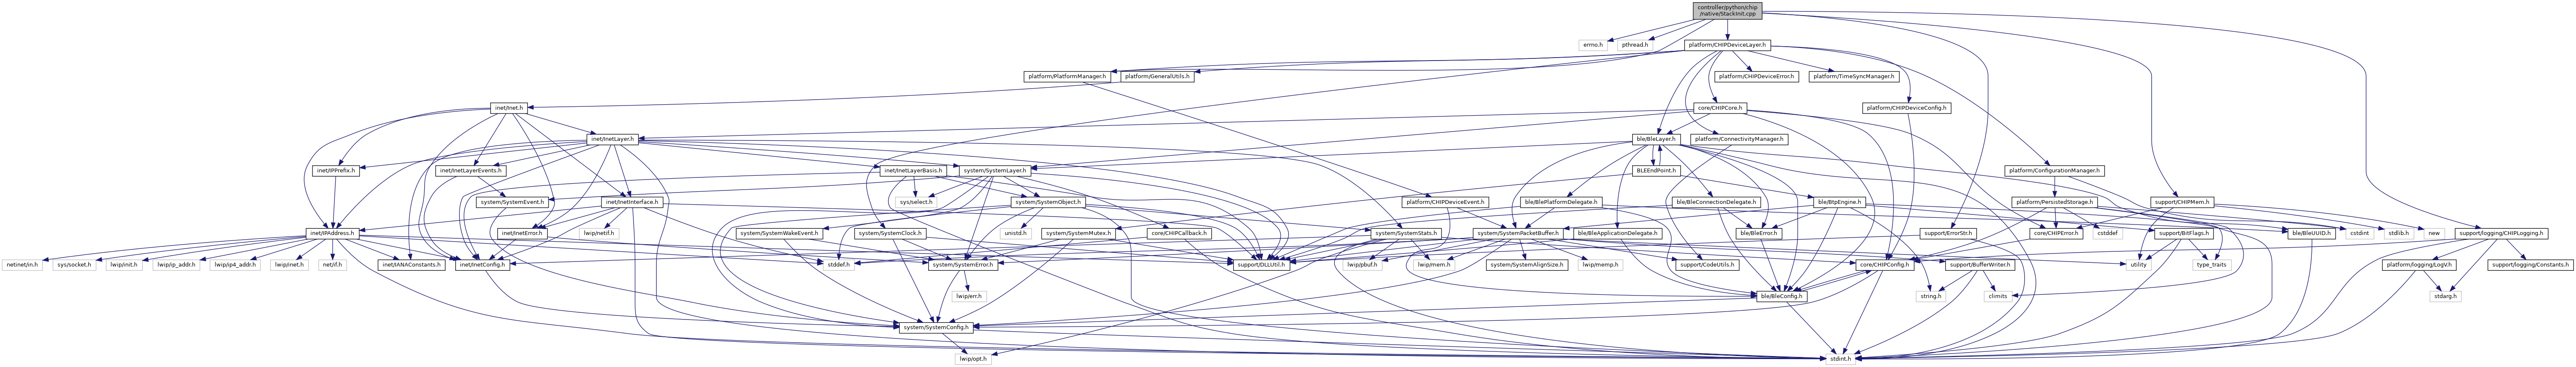 controller/python/chip
/native/StackInit.cpp
errno.h
pthread.h
platform/CHIPDeviceLayer.h
platform/PlatformManager.h
platform/GeneralUtils.h
platform/CHIPDeviceError.h
platform/TimeSyncManager.h
inet/Inet.h
core/CHIPCore.h
platform/CHIPDeviceConfig.h
inet/InetLayer.h
ble/BleLayer.h
platform/ConnectivityManager.h
inet/IPPrefix.h
inet/InetLayerEvents.h
inet/InetLayerBasis.h
system/SystemLayer.h
BLEEndPoint.h
platform/ConfigurationManager.h
system/SystemEvent.h
inet/InetInterface.h
sys/select.h
system/SystemObject.h
platform/CHIPDeviceEvent.h
ble/BlePlatformDelegate.h
ble/BleConnectionDelegate.h
ble/BtpEngine.h
platform/PersistedStorage.h
support/CHIPMem.h
inet/IPAddress.h
inet/InetError.h
lwip/netif.h
system/SystemWakeEvent.h
system/SystemClock.h
unistd.h
system/SystemMutex.h
core/CHIPCallback.h
system/SystemStats.h
system/SystemPacketBuffer.h
ble/BleApplicationDelegate.h
ble/BleError.h
support/ErrorStr.h
core/CHIPError.h
cstddef
support/BitFlags.h
ble/BleUUID.h
cstdint
stdlib.h
new
support/logging/CHIPLogging.h
netinet/in.h
sys/socket.h
lwip/init.h
lwip/ip_addr.h
lwip/ip4_addr.h
lwip/inet.h
net/if.h
inet/IANAConstants.h
inet/InetConfig.h
stddef.h
system/SystemError.h
support/DLLUtil.h
lwip/pbuf.h
lwip/mem.h
system/SystemAlignSize.h
lwip/memp.h
support/CodeUtils.h
core/CHIPConfig.h
support/BufferWriter.h
utility
type_traits
platform/logging/LogV.h
support/logging/Constants.h
lwip/err.h
ble/BleConfig.h
string.h
climits
stdarg.h
system/SystemConfig.h
lwip/opt.h
stdint.h